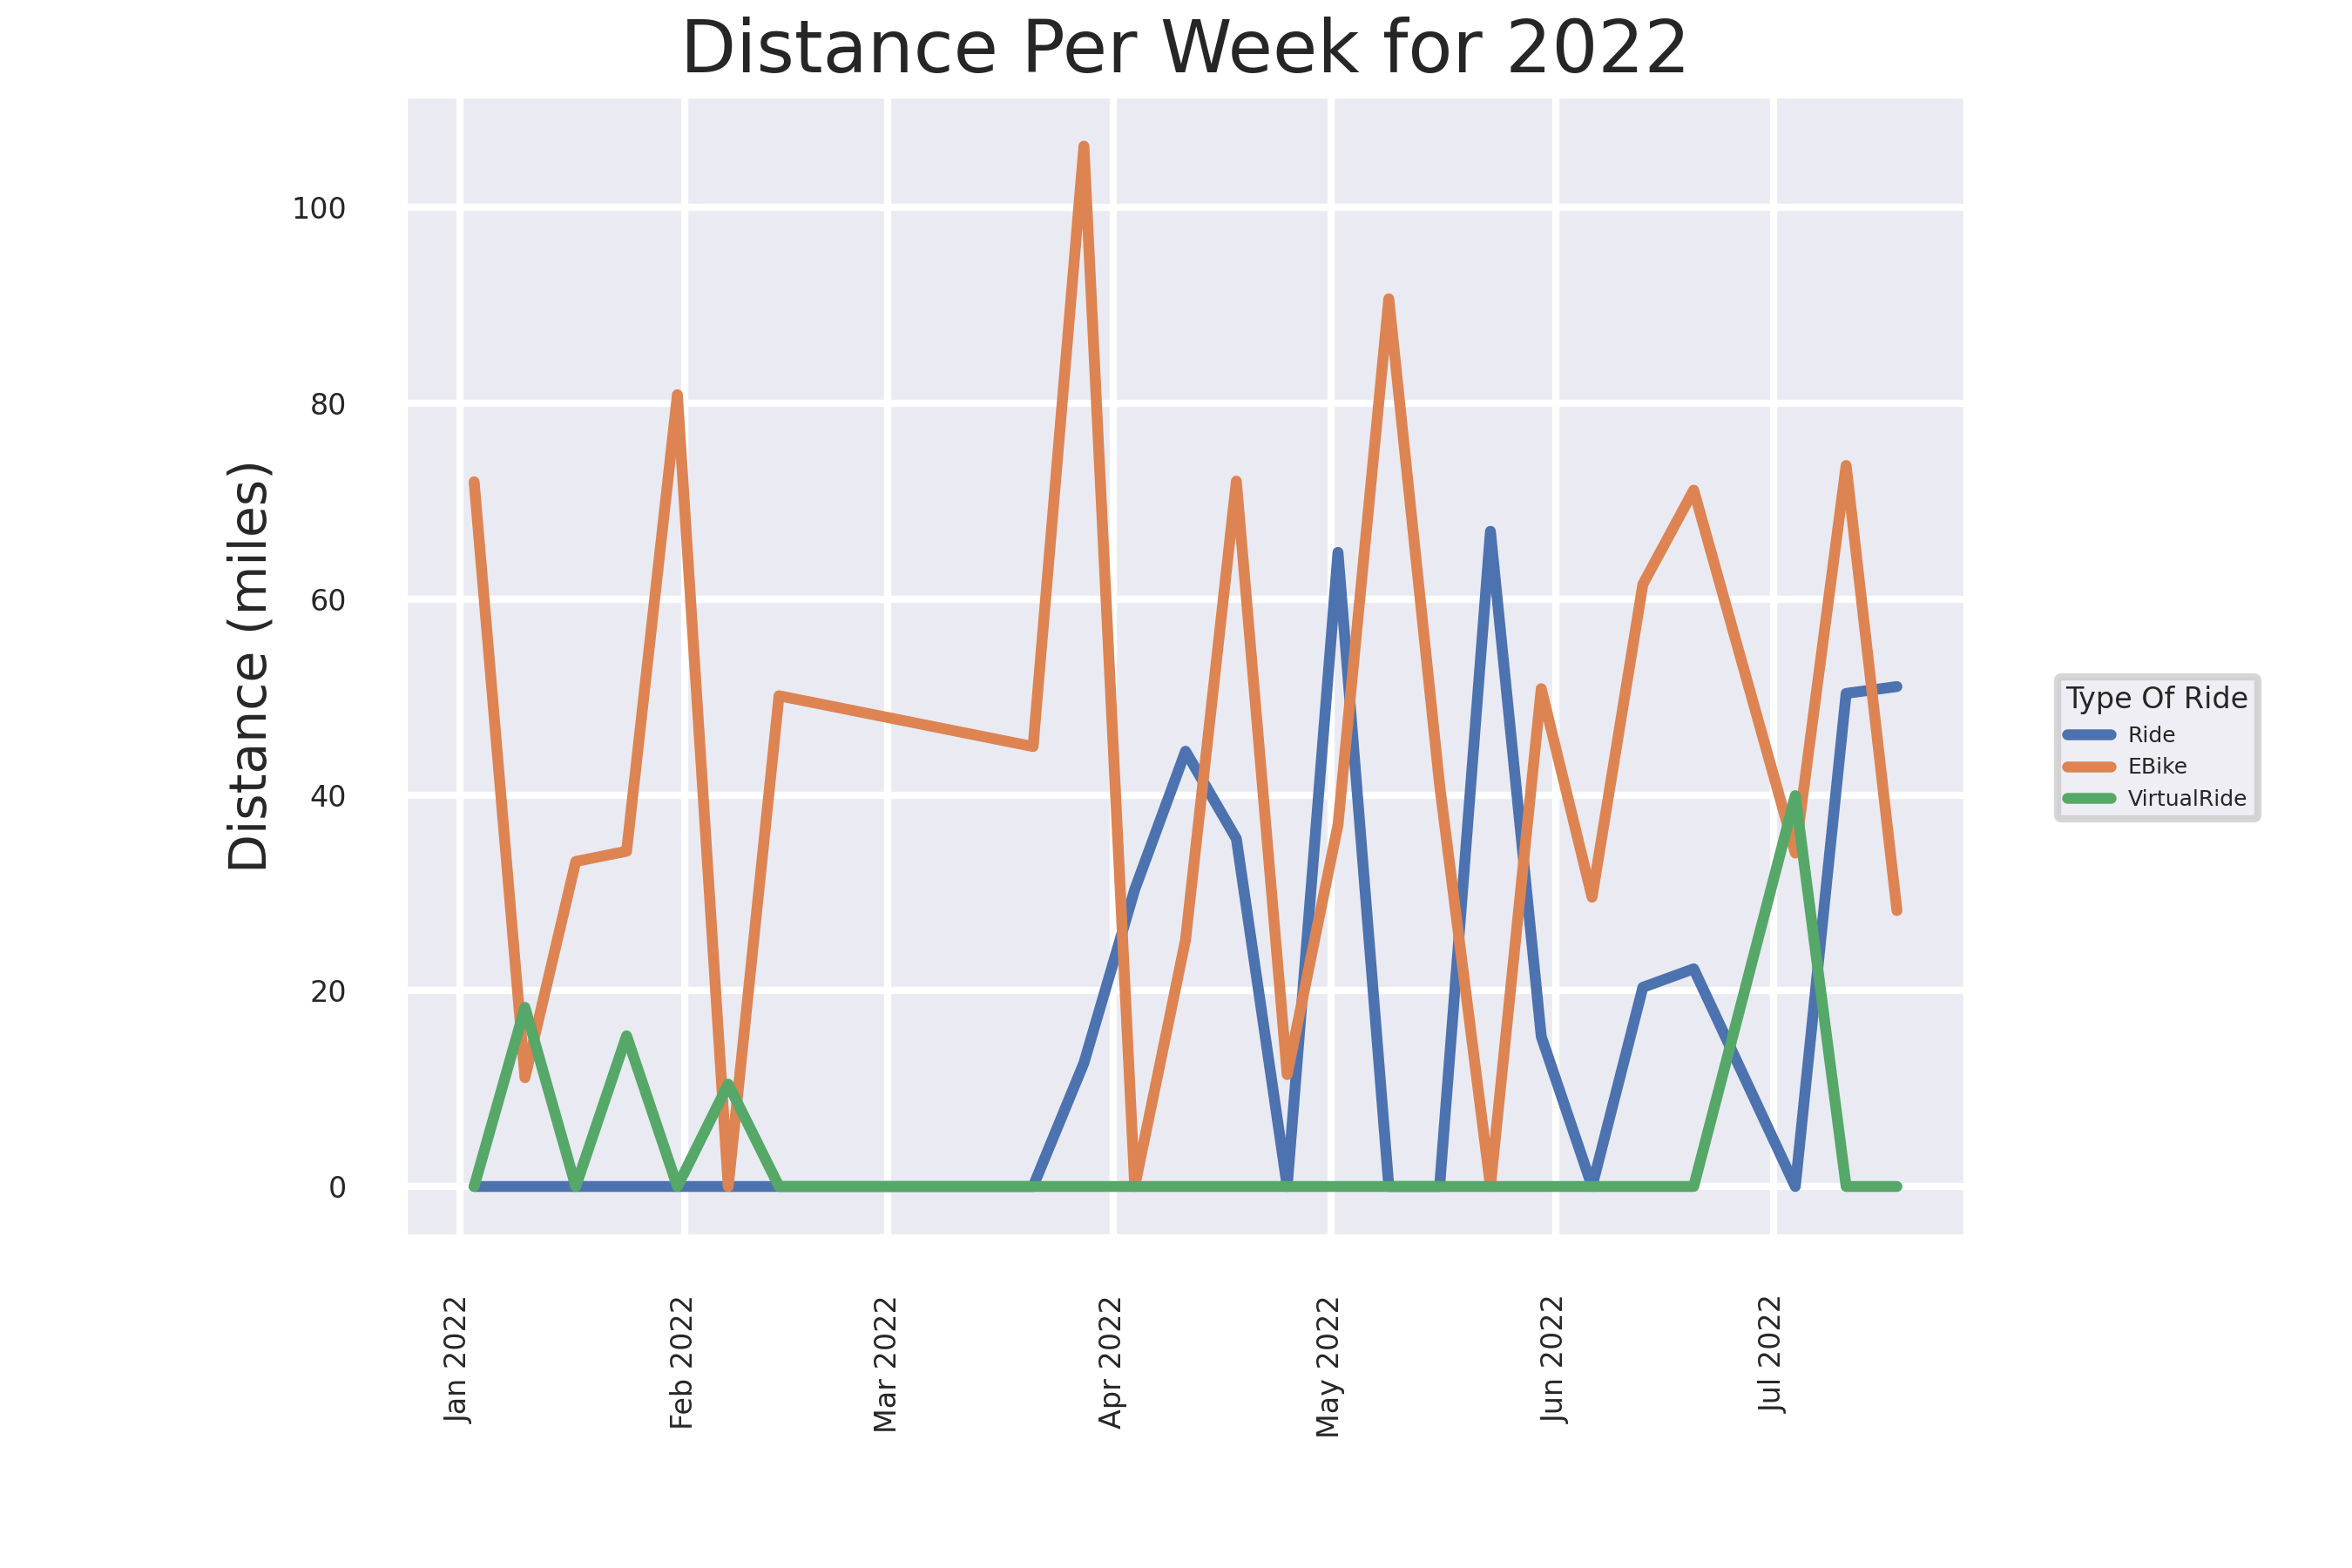 Distance Per Week for 2022
Distance (miles)
100
80
60
40
20
0
Jan 2022
Feb 2022
Mar 2022
Apr 2022
May 2022
Jun 2022
Jul 2022
Type Of Ride
Ride
EBike
VirtualRide